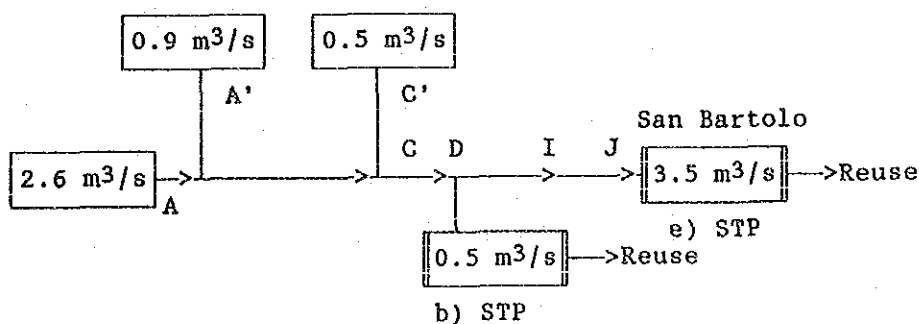 0.9 m³/s
0.5 m³/s
A'
C'
San Bartolo
C D I J
2.6 m³/s
3.5 m³/s
Reuse
A
e) STP
0.5 m³/s
Reuse
b) STP